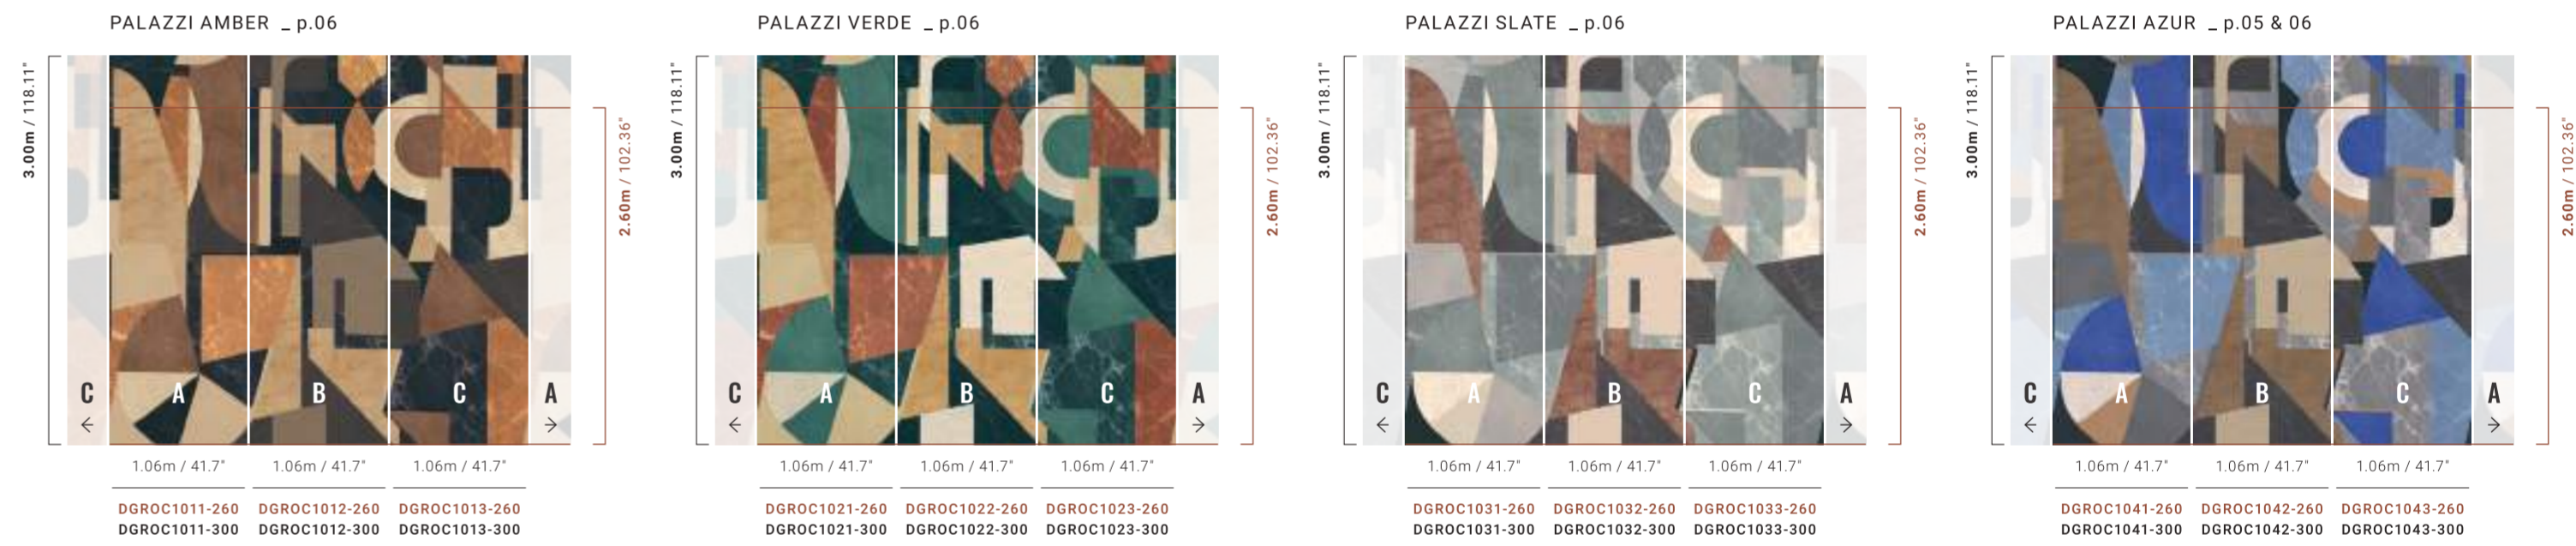 PALAZZI AMBER _ p.06
3.00m / 118.11"
2.60m / 102.36"
C A B C A
← →
1.06m / 41.7" 1.06m / 41.7" 1.06m / 41.7"
DGROC1011-260 DGROC1012-260 DGROC1013-260
DGROC1011-300 DGROC1012-300 DGROC1013-300
PALAZZI VERDE _ p.06
3.00m / 118.11"
2.60m / 102.36"
C A B C A
← →
1.06m / 41.7" 1.06m / 41.7" 1.06m / 41.7"
DGROC1021-260 DGROC1022-260 DGROC1023-260
DGROC1021-300 DGROC1022-300 DGROC1023-300
PALAZZI SLATE _ p.06
3.00m / 118.11"
2.60m / 102.36"
C A B C A
← →
1.06m / 41.7" 1.06m / 41.7" 1.06m / 41.7"
DGROC1031-260 DGROC1032-260 DGROC1033-260
DGROC1031-300 DGROC1032-300 DGROC1033-300
PALAZZI AZUR _ p.05 & 06
3.00m / 118.11"
2.60m / 102.36"
C A B C A
← →
1.06m / 41.7" 1.06m / 41.7" 1.06m / 41.7"
DGROC1041-260 DGROC1042-260 DGROC1043-260
DGROC1041-300 DGROC1042-300 DGROC1043-300